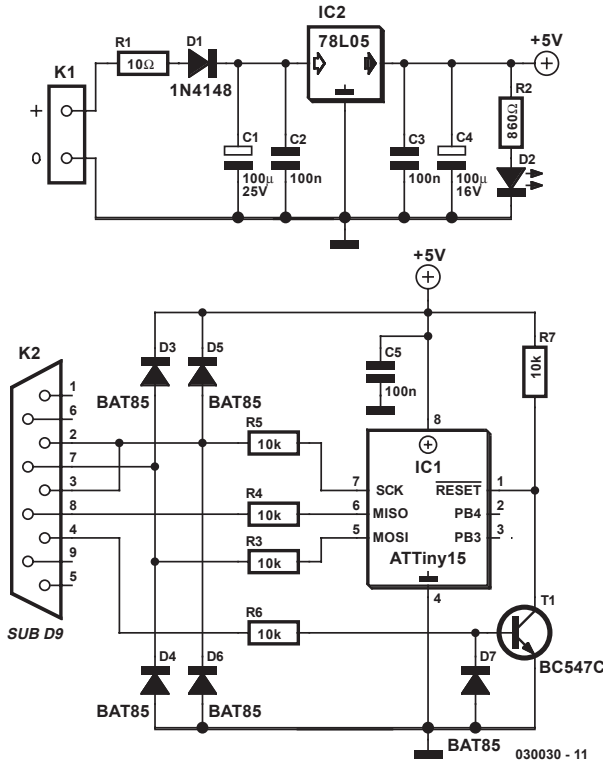 IC2
78L05
R1
10Ω
D1
1N4148
K1
+
0
+5V
R2
860Ω
C1
100µ
25V
C2
100n
C3
100n
C4
100µ
16V
D2
+5V
K2
D3
D5
BAT85
BAT85
C5
100n
R7
10k
1
6
2
7
3
8
4
9
5
SUB D9
R5
10k
R4
10k
R3
10k
R6
10k
8
IC1
7
SCK
RESET
1
6
MISO
PB4
2
5
MOSI
PB3
3
ATTiny15
4
T1
BC547C
D4
D6
D7
BAT85
BAT85
BAT85
030030 - 11